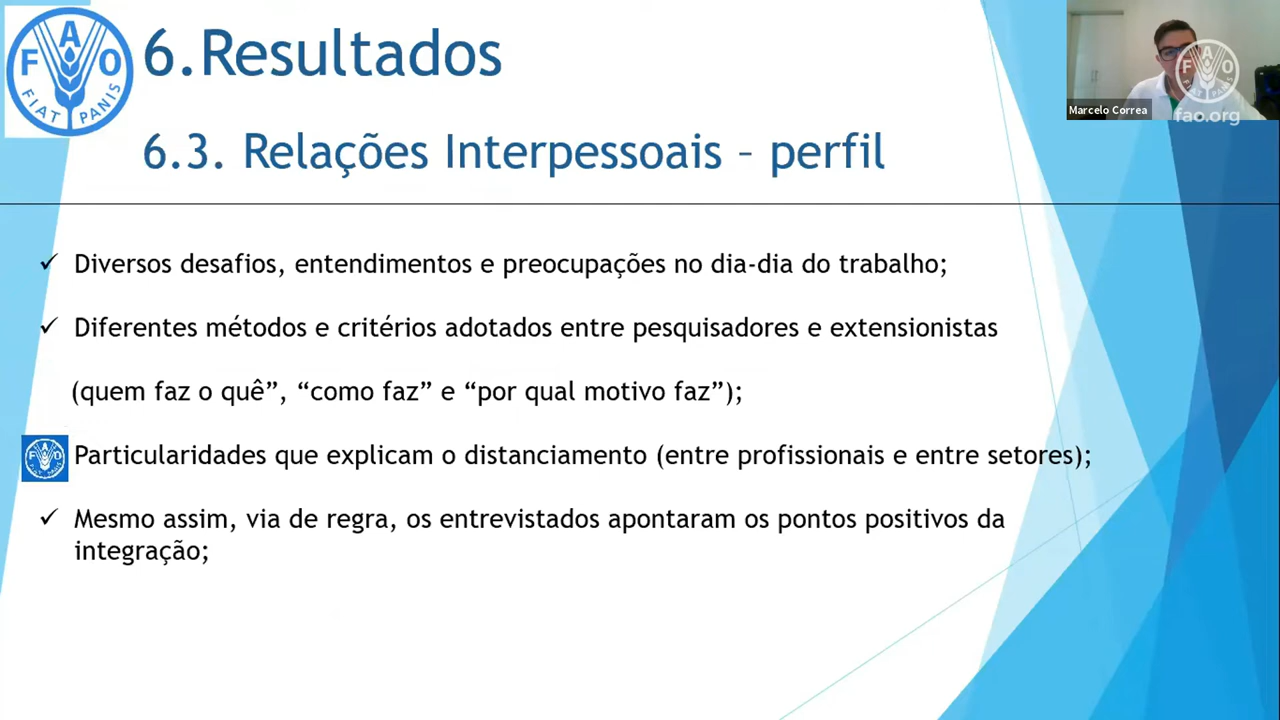 FAO
FIAT PANIS
6.Resultados
FAO
fao.org
Marcelo Correa
6.3. Relações Interpessoais – perfil
Diversos desafios, entendimentos e preocupações no dia-dia do trabalho;
Diferentes métodos e critérios adotados entre pesquisadores e extensionistas
(quem faz o quê”, “como faz” e “por qual motivo faz”);
Particularidades que explicam o distanciamento (entre profissionais e entre setores);
Mesmo assim, via de regra, os entrevistados apontaram os pontos positivos da
integração;